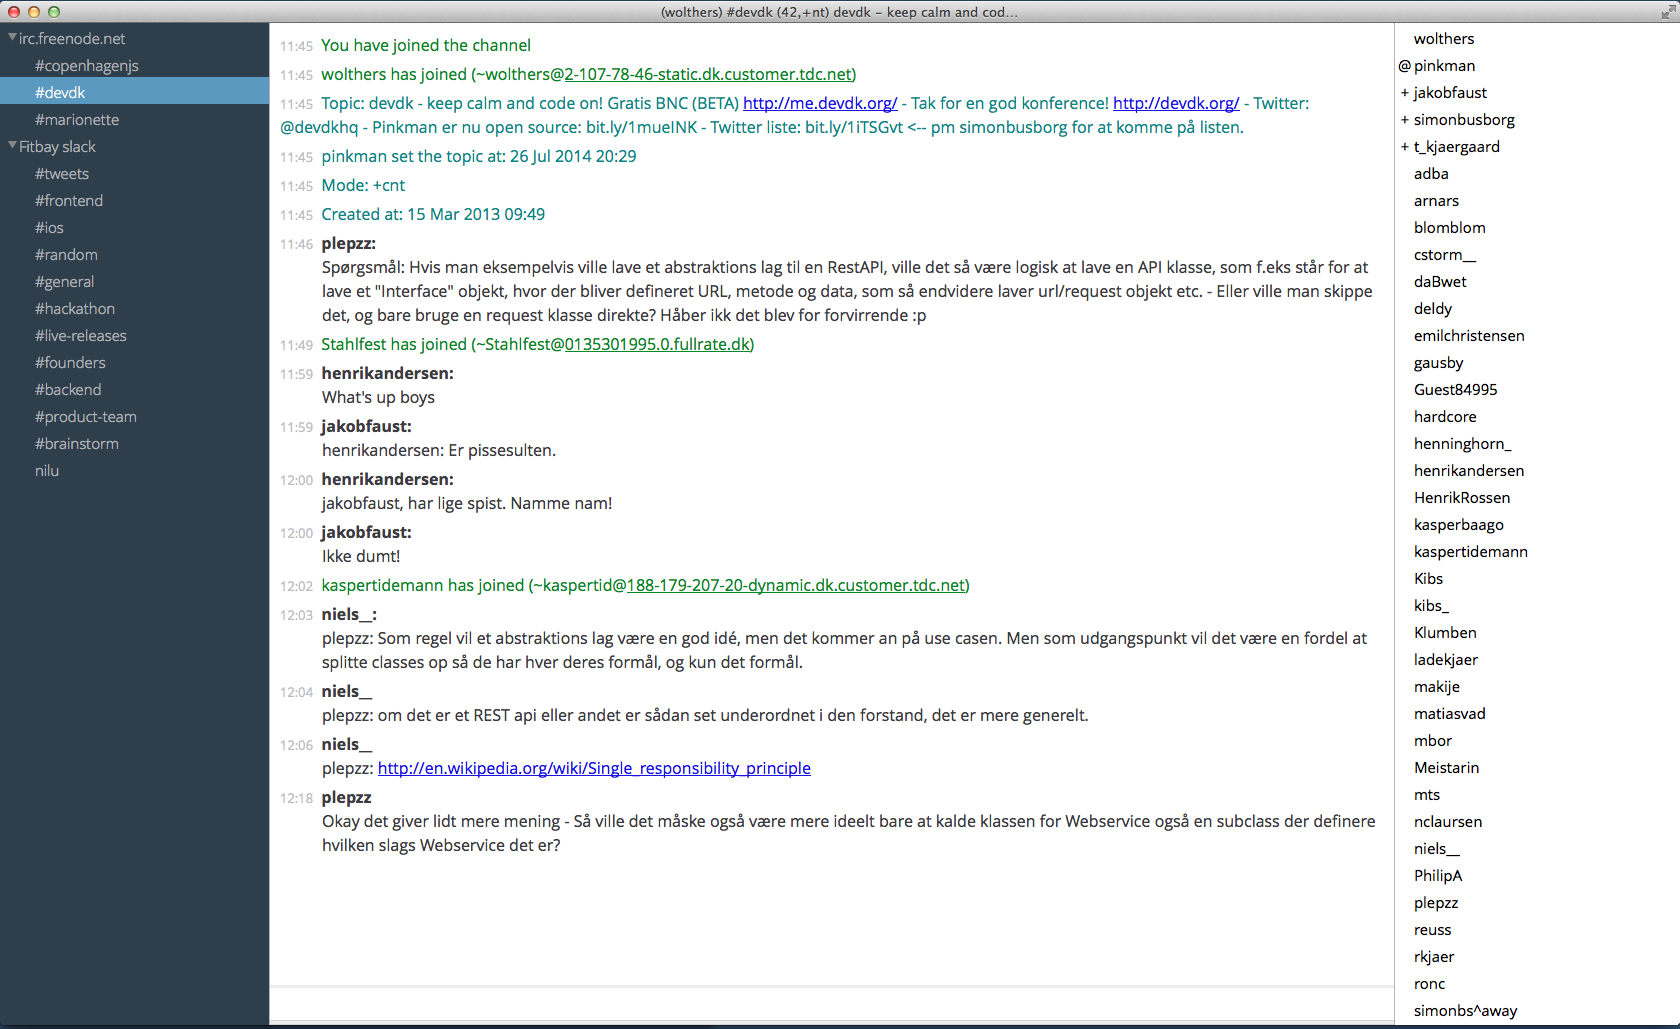 (wolthers) #devdk (42,+nt) devdk – keep calm and cod...
irc.freenode.net
#copenhagenjs
#devdk
#marionette
Fitbay slack
#tweets
#frontend
#ios
#random
#general
#hackathon
#live-releases
#founders
#backend
#product-team
#brainstorm
nilu
11:45 You have joined the channel
11:45 wolthers has joined (~wolthers@2-107-78-46-static.dk.customer.tdc.net)
11:45 Topic: devdk - keep calm and code on! Gratis BNC (BETA) http://me.devdk.org/ - Tak for en god konference! http://devdk.org/ - Twitter:
@devdkhq - Pinkman er nu open source: bit.ly/1mueINK - Twitter liste: bit.ly/1iTSGvt <-- pm simonbusborg for at komme på listen.
11:45 pinkman set the topic at: 26 Jul 2014 20:29
11:45 Mode: +cnt
11:45 Created at: 15 Mar 2013 09:49
11:46 plepzz:
Spørgsmål: Hvis man eksempelvis ville lave et abstraktions lag til en RestAPI, ville det så være logisk at lave en API klasse, som f.eks står for at
lave et "Interface" objekt, hvor der bliver defineret URL, metode og data, som så endvidere laver url/request objekt etc. - Eller ville man skippe
det, og bare bruge en request klasse direkte? Håber ikk det blev for forvirrende :p
11:49 Stahlfest has joined (~Stahlfest@0135301995.0.fullrate.dk)
11:59 henrikandersen:
What's up boys
11:59 jakobfaust:
henrikandersen: Er pissesulten.
12:00 henrikandersen:
jakobfaust, har lige spist. Namme nam!
12:00 jakobfaust:
Ikke dumt!
12:02 kaspertidemann has joined (~kaspertid@188-179-207-20-dynamic.dk.customer.tdc.net)
12:03 niels__:
plepzz: Som regel vil et abstraktions lag være en god idé, men det kommer an på use casen. Men som udgangspunkt vil det være en fordel at
splitte classes op så de har hver deres formål, og kun det formål.
12:04 niels__
plepzz: om det er et REST api eller andet er sådan set underordnet i den forstand, det er mere generelt.
12:06 niels__
plepzz: http://en.wikipedia.org/wiki/Single_responsibility_principle
12:18 plepzz
Okay det giver lidt mere mening - Så ville det måske også være mere ideelt bare at kalde klassen for Webservice også en subclass der definere
hvilken slags Webservice det er?
wolthers
@ pinkman
+ jakobfaust
+ simonbusborg
+ t_kjaergaard
adba
arnars
blomblom
cstorm__
daBwet
deldy
emilchristensen
gausby
Guest84995
hardcore
henninghorn_
henrikandersen
HenrikRossen
kasperbaago
kaspertidemann
Kibs
kibs_
Klumben
ladekjaer
makije
matiasvad
mbor
Meistarin
mts
nclaursen
niels__
PhilipA
plepzz
reuss
rkjaer
ronc
simonbs^away